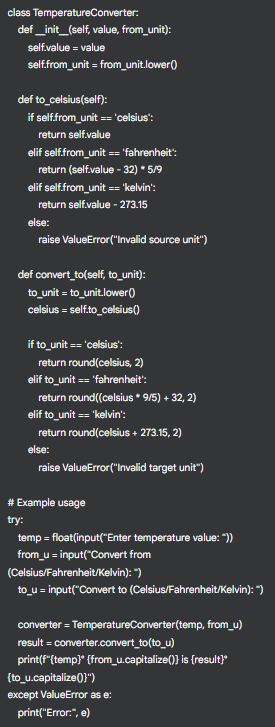 class TemperatureConverter:
def __init__(self, value, from_unit):
self.value = value
self.from_unit = from_unit.lower()
def to_celsius(self):
if self.from_unit == 'celsius':
return self.value
elif self.from_unit == 'fahrenheit':
return (self.value - 32) * 5/9
elif self.from_unit == 'kelvin':
return self.value - 273.15
else:
raise ValueError("Invalid source unit")
def convert_to(self, to_unit):
to_unit = to_unit.lower()
celsius = self.to_celsius()
if to_unit == 'celsius':
return round(celsius, 2)
elif to_unit == 'fahrenheit':
return round((celsius * 9/5) + 32, 2)
elif to_unit == 'kelvin':
return round(celsius + 273.15, 2)
else:
raise ValueError("Invalid target unit")
# Example usage
try:
temp = float(input("Enter temperature value: "))
from_u = input("Convert from
(Celsius/Fahrenheit/Kelvin): ")
to_u = input("Convert to (Celsius/Fahrenheit/Kelvin): ")
converter = TemperatureConverter(temp, from_u)
result = converter.convert_to(to_u)
print(f"{temp}° {from_u.capitalize()} is {result}°
{to_u.capitalize()}")
except ValueError as e:
print("Error:", e)